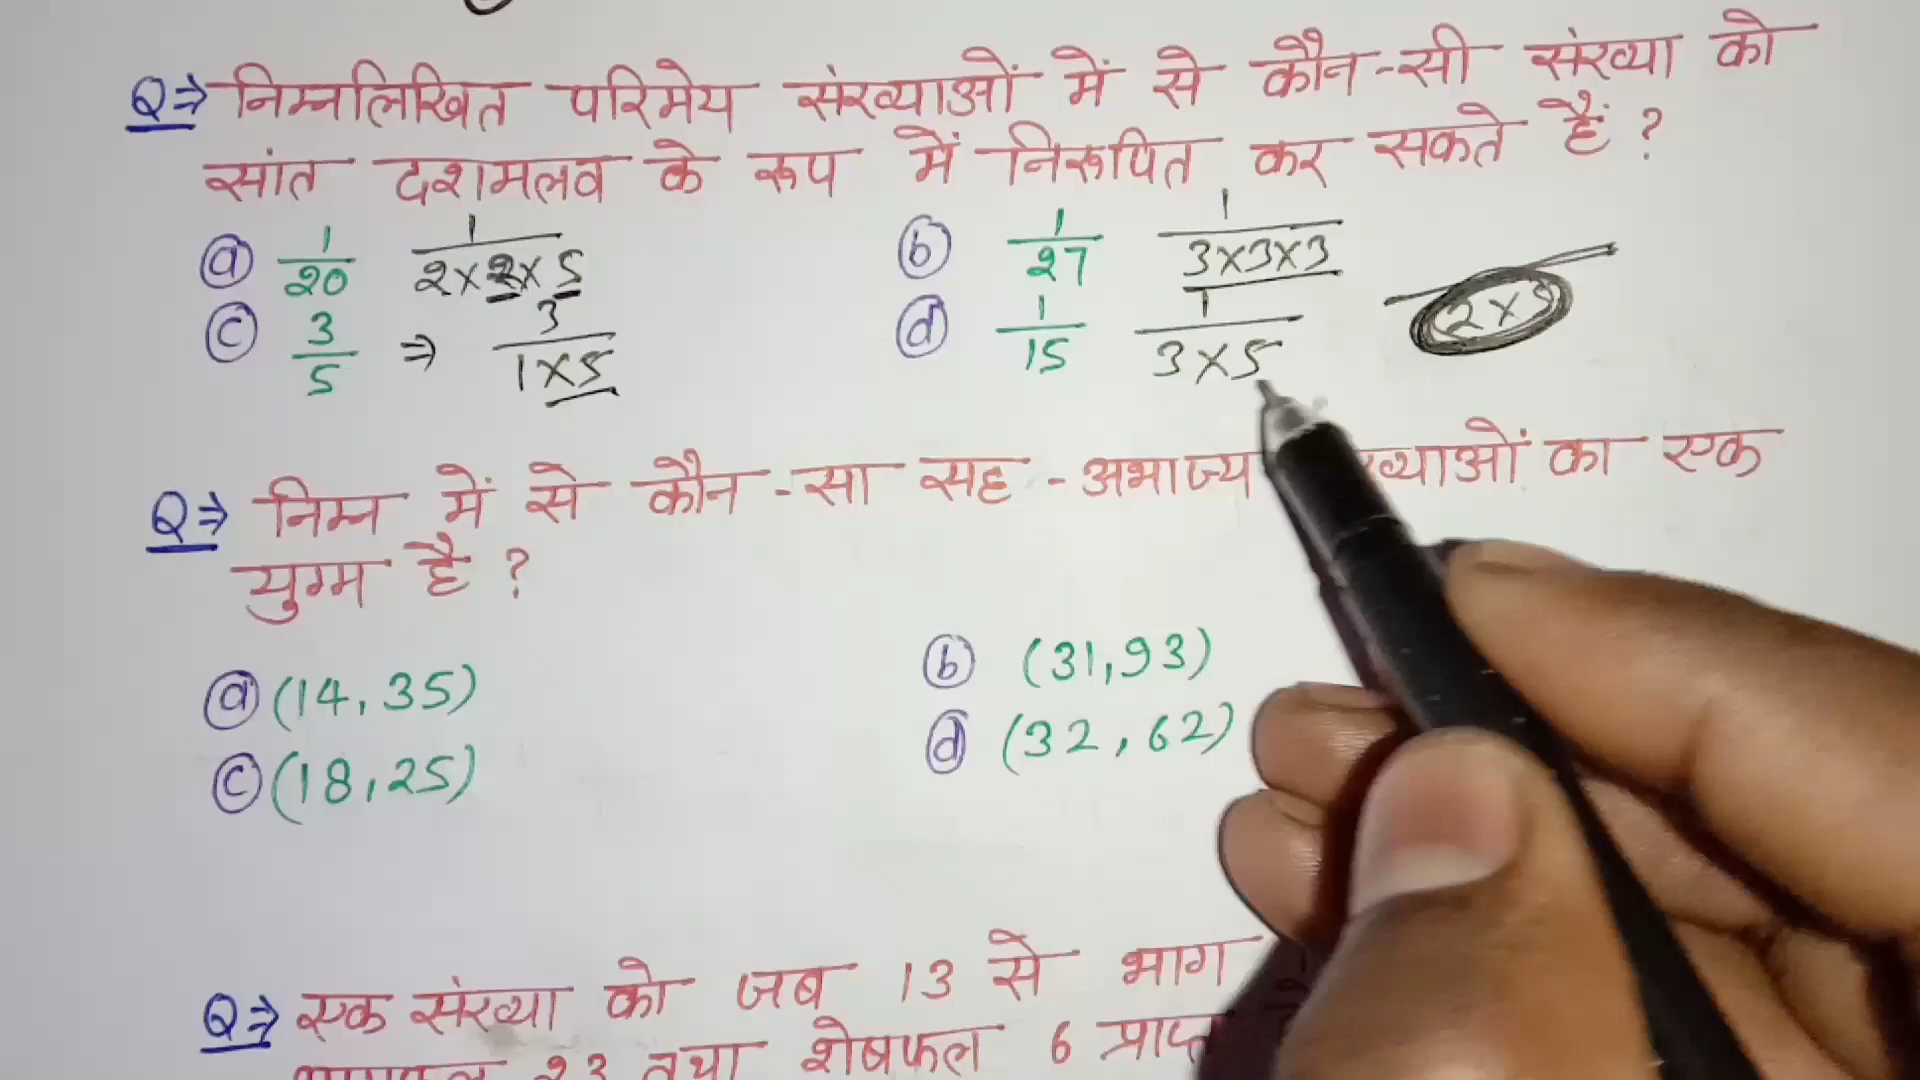 Q⇒ निम्नलिखित परिमेय संख्याओं में से कौन-सी संख्या को
सांत दशमलव के रूप में निरूपित कर सकते हैं ?
(a) 1/20 1/2×2×5 (b) 1/27 1/3×3×3
(c) 3/5 ⇒ 3/1×5 (d) 1/15 1/3×5
Q⇒ निम्न में से कौन-सा सह-अभाज्य का एक
युग्म है ?
(a) (14, 35) (b) (31, 93)
(c) (18, 25) (d) (32, 62)
Q⇒ एक संख्या को जब 13 से भाग
23 तथा शेषफल 6